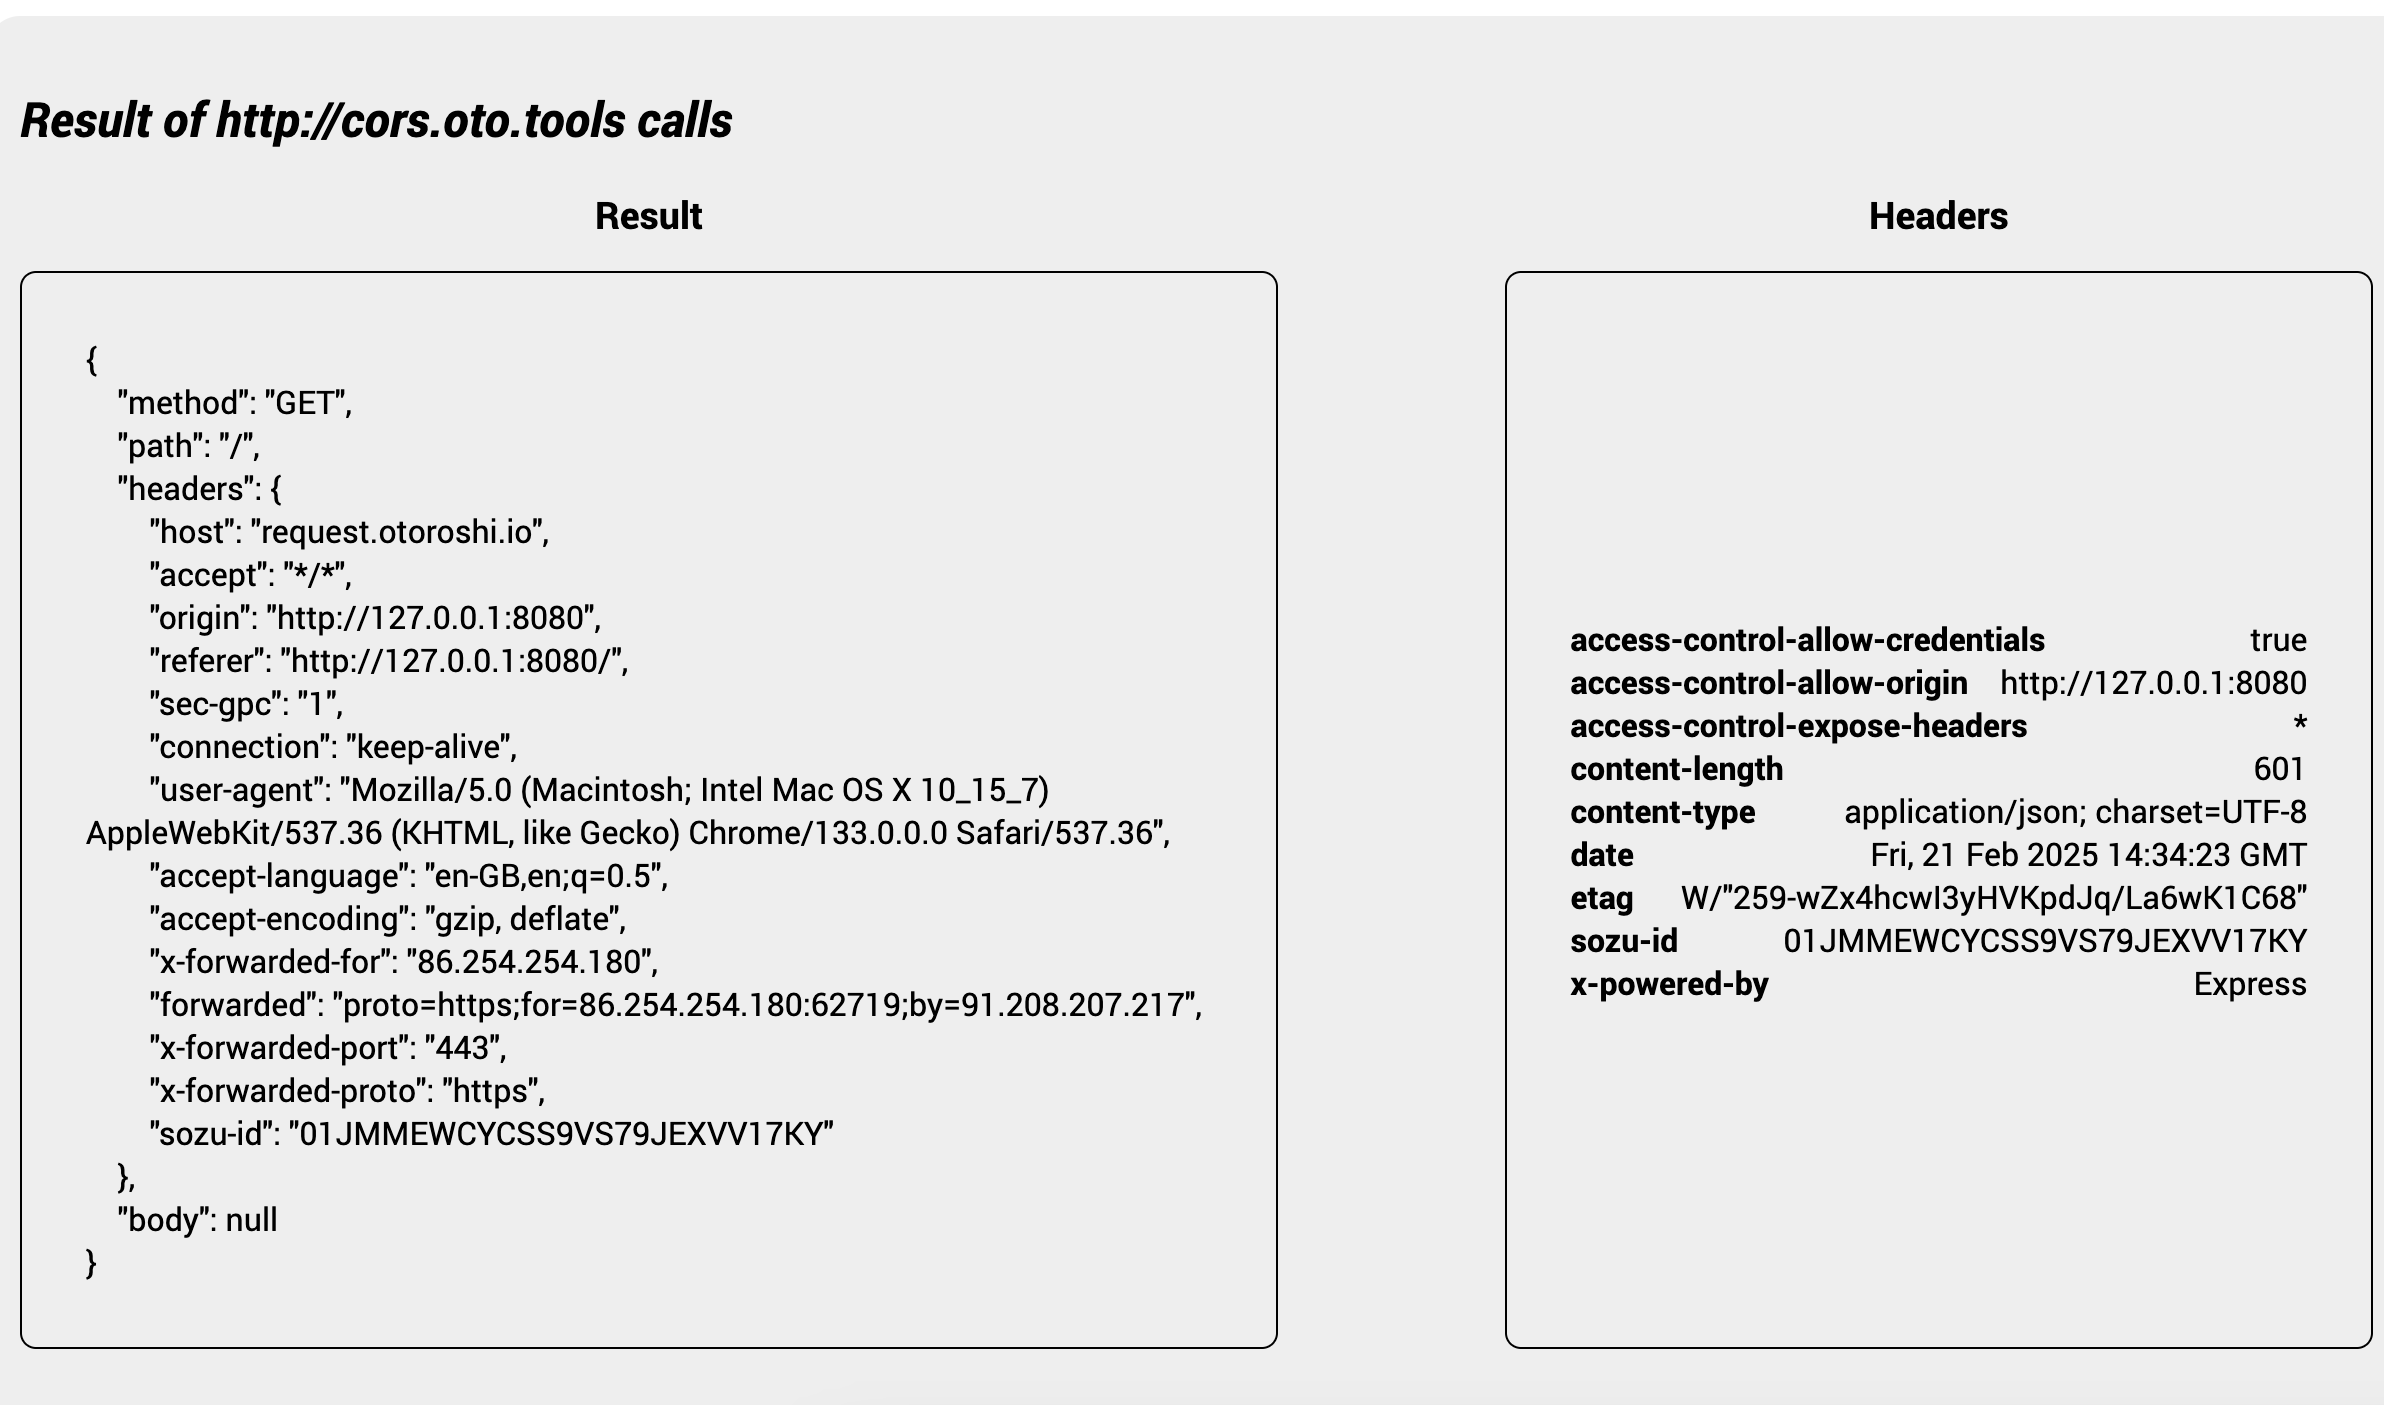 Result of http://cors.oto.tools calls
Result
{
"method": "GET",
"path": "/",
"headers": {
"host": "request.otoroshi.io",
"accept": "*/*",
"origin": "http://127.0.0.1:8080",
"referer": "http://127.0.0.1:8080/",
"sec-gpc": "1",
"connection": "keep-alive",
"user-agent": "Mozilla/5.0 (Macintosh; Intel Mac OS X 10_15_7)
AppleWebKit/537.36 (KHTML, like Gecko) Chrome/133.0.0.0 Safari/537.36",
"accept-language": "en-GB,en;q=0.5",
"accept-encoding": "gzip, deflate",
"x-forwarded-for": "86.254.254.180",
"forwarded": "proto=https;for=86.254.254.180:62719;by=91.208.207.217",
"x-forwarded-port": "443",
"x-forwarded-proto": "https",
"sozu-id": "01JMMEWCYCSS9VS79JEXVV17KY"
},
"body": null
}
Headers
access-control-allow-credentials true
access-control-allow-origin http://127.0.0.1:8080
access-control-expose-headers *
content-length 601
content-type application/json; charset=UTF-8
date Fri, 21 Feb 2025 14:34:23 GMT
etag W/"259-wZx4hcwI3yHVKpdJq/La6wK1C68"
sozu-id 01JMMEWCYCSS9VS79JEXVV17KY
x-powered-by Express